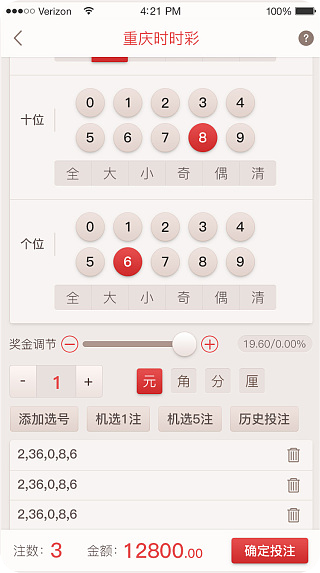 Verizon 4:21 PM 100%
重庆时时彩 ?
十位 0 1 2 3 4
5 6 7 8 9
全 大 小 奇 偶 清
个位 0 1 2 3 4
5 6 7 8 9
全 大 小 奇 偶 清
奖金调节 19.60/0.00%
- 1 + 元 角 分 厘
添加选号 机选1注 机选5注 历史投注
2,36,0,8,6
2,36,0,8,6
2,36,0,8,6
注数: 3 金额: 12800.00 确定投注